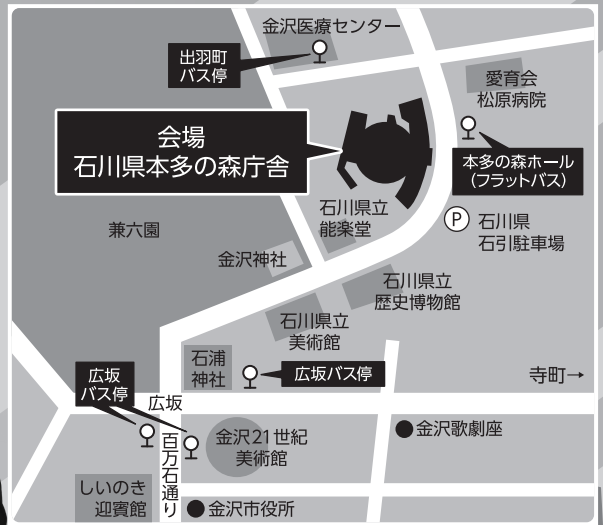 金沢医療センター
出羽町
バス停
愛育会
松原病院
会場
石川県本多の森庁舎
本多の森ホール
(フラットバス)
石川県立
能楽堂
P
石川県
石引駐車場
兼六園
金沢神社
石川県立
歴史博物館
石川県立
美術館
石浦
神社
広坂バス停
寺町→
広坂
バス停
広坂
百万石通り
金沢21世紀
美術館
金沢歌劇座
しいのき
迎賓館
金沢市役所